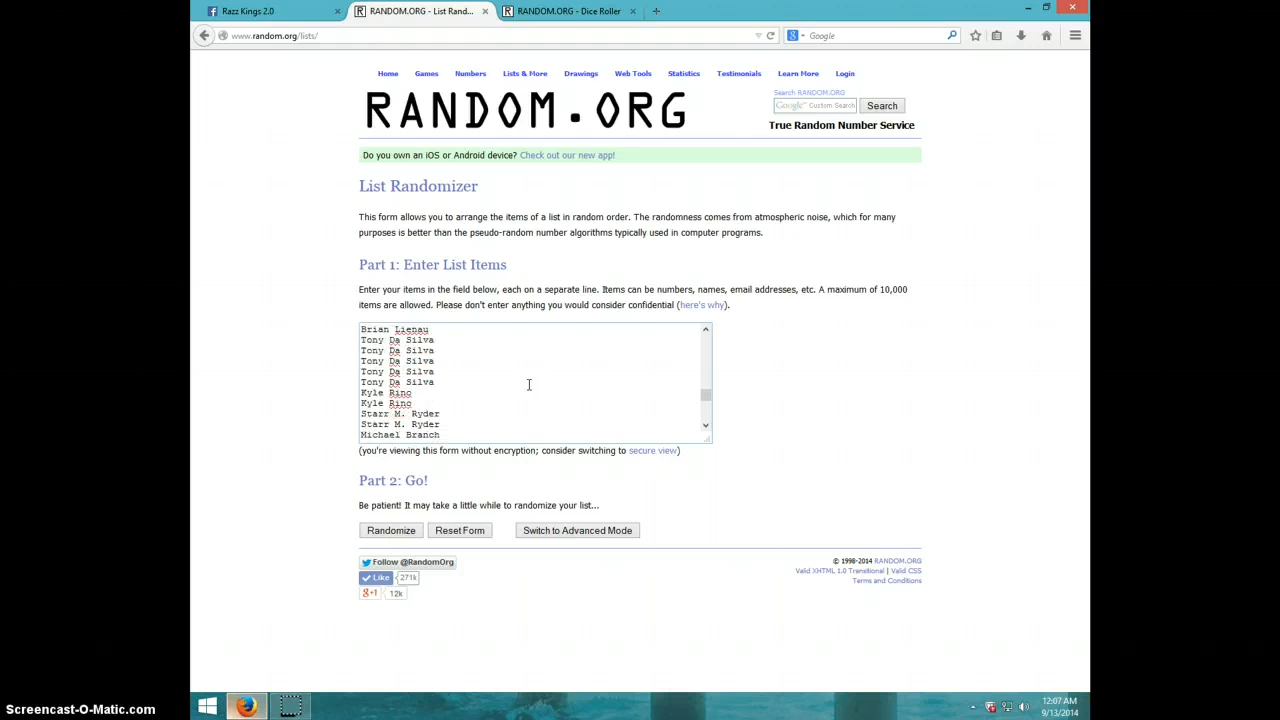 Razz Kings 2.0
RANDOM.ORG - List Rand...
RANDOM.ORG - Dice Roller
www.random.org/lists/
Google
Home Games Numbers Lists & More Drawings Web Tools Statistics Testimonials Learn More Login
Search RANDOM.ORG
RANDOM.ORG
Google™ Custom Search
Search
True Random Number Service
Do you own an iOS or Android device? Check out our new app!
List Randomizer
This form allows you to arrange the items of a list in random order. The randomness comes from atmospheric noise, which for many
purposes is better than the pseudo-random number algorithms typically used in computer programs.
Part 1: Enter List Items
Enter your items in the field below, each on a separate line. Items can be numbers, names, email addresses, etc. A maximum of 10,000
items are allowed. Please don't enter anything you would consider confidential (here's why).
Brian Lienau
Tony Da Silva
Tony Da Silva
Tony Da Silva
Tony Da Silva
Tony Da Silva
Kyle Rino
Kyle Rino
Starr M. Ryder
Starr M. Ryder
Michael Branch
(you're viewing this form without encryption; consider switching to secure view)
Part 2: Go!
Be patient! It may take a little while to randomize your list...
Randomize Reset Form Switch to Advanced Mode
Follow @RandomOrg
Like 271k
g+1 12k
© 1998-2014 RANDOM.ORG
Valid XHTML 1.0 Transitional | Valid CSS
Terms and Conditions
12:07 AM
9/13/2014
Screencast-O-Matic.com